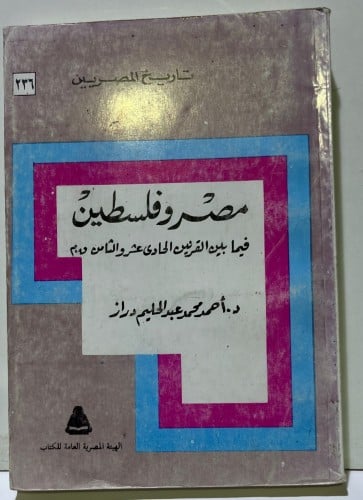 تاريخ المصريين
٢٣٦
مصر وفلسطين
فيما بين القرنين الحادى عشر والثامن ق.م
د. أحمد محمد عبد الحليم دراز
الهيئة المصرية العامة للكتاب